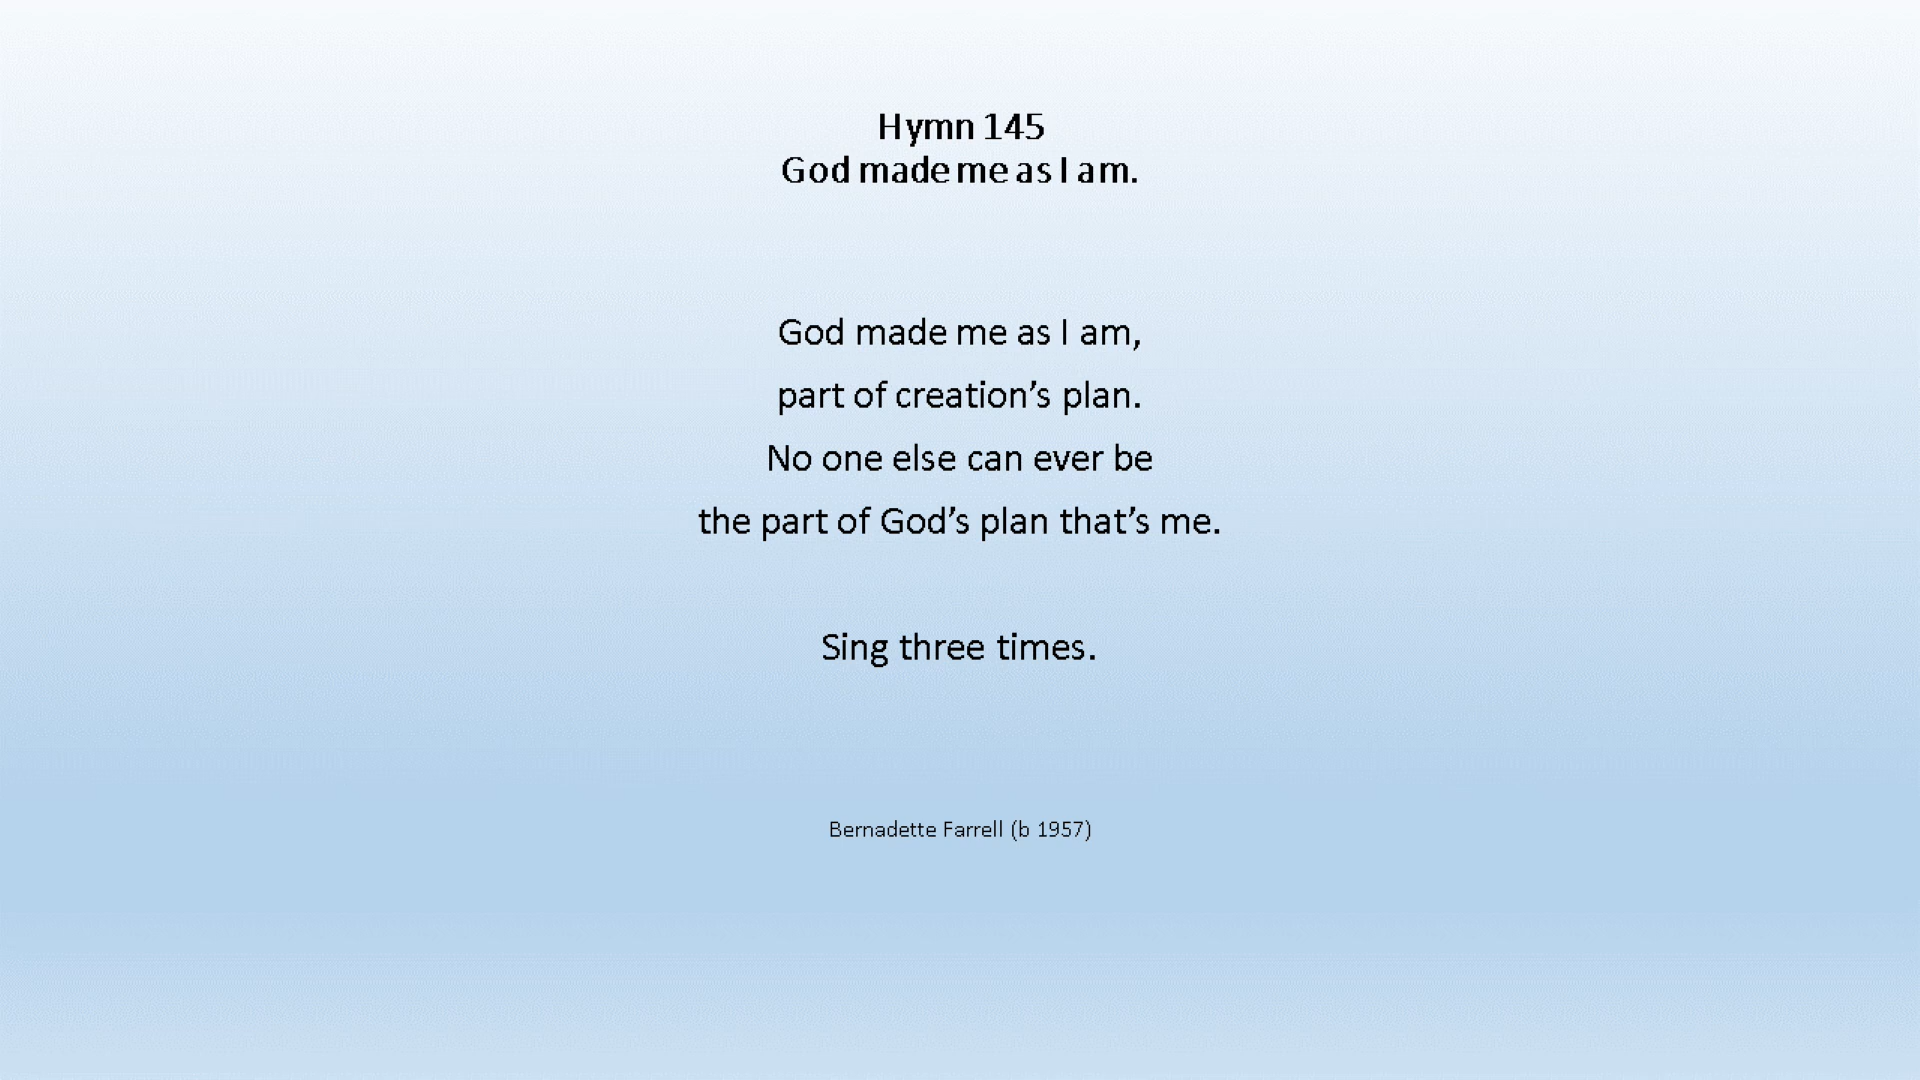 Hymn 145
God made me as I am.
God made me as I am,
part of creation’s plan.
No one else can ever be
the part of God’s plan that’s me.
Sing three times.
Bernadette Farrell (b 1957)